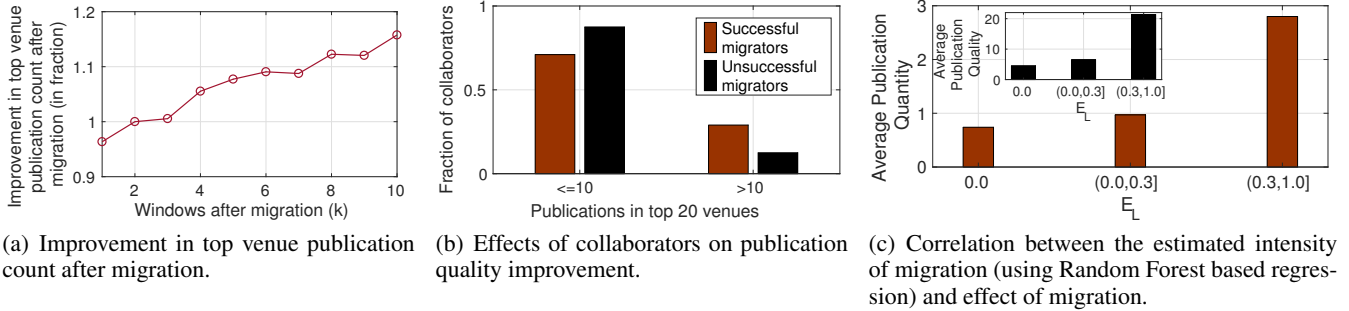 Improvement in top venue
publication count after
migration (in fraction)
1.2
1.1
1
0.9
2
4
6
8
10
Windows after migration (k)
(a) Improvement in top venue publication
count after migration.
Fraction of collaborators
1
0.5
0
<=10
>10
Publications in top 20 venues
Successful
migrators
Unsuccessful
migrators
(b) Effects of collaborators on publication
quality improvement.
Average Publication
Quantity
3
2
1
0
0.0
(0.0,0.3]
(0.3,1.0]
E_L
Average
Publication
Quality
20
10
0
0.0
(0.0,0.3]
(0.3,1.0]
E_L
(c) Correlation between the estimated intensity
of migration (using Random Forest based regres-
sion) and effect of migration.